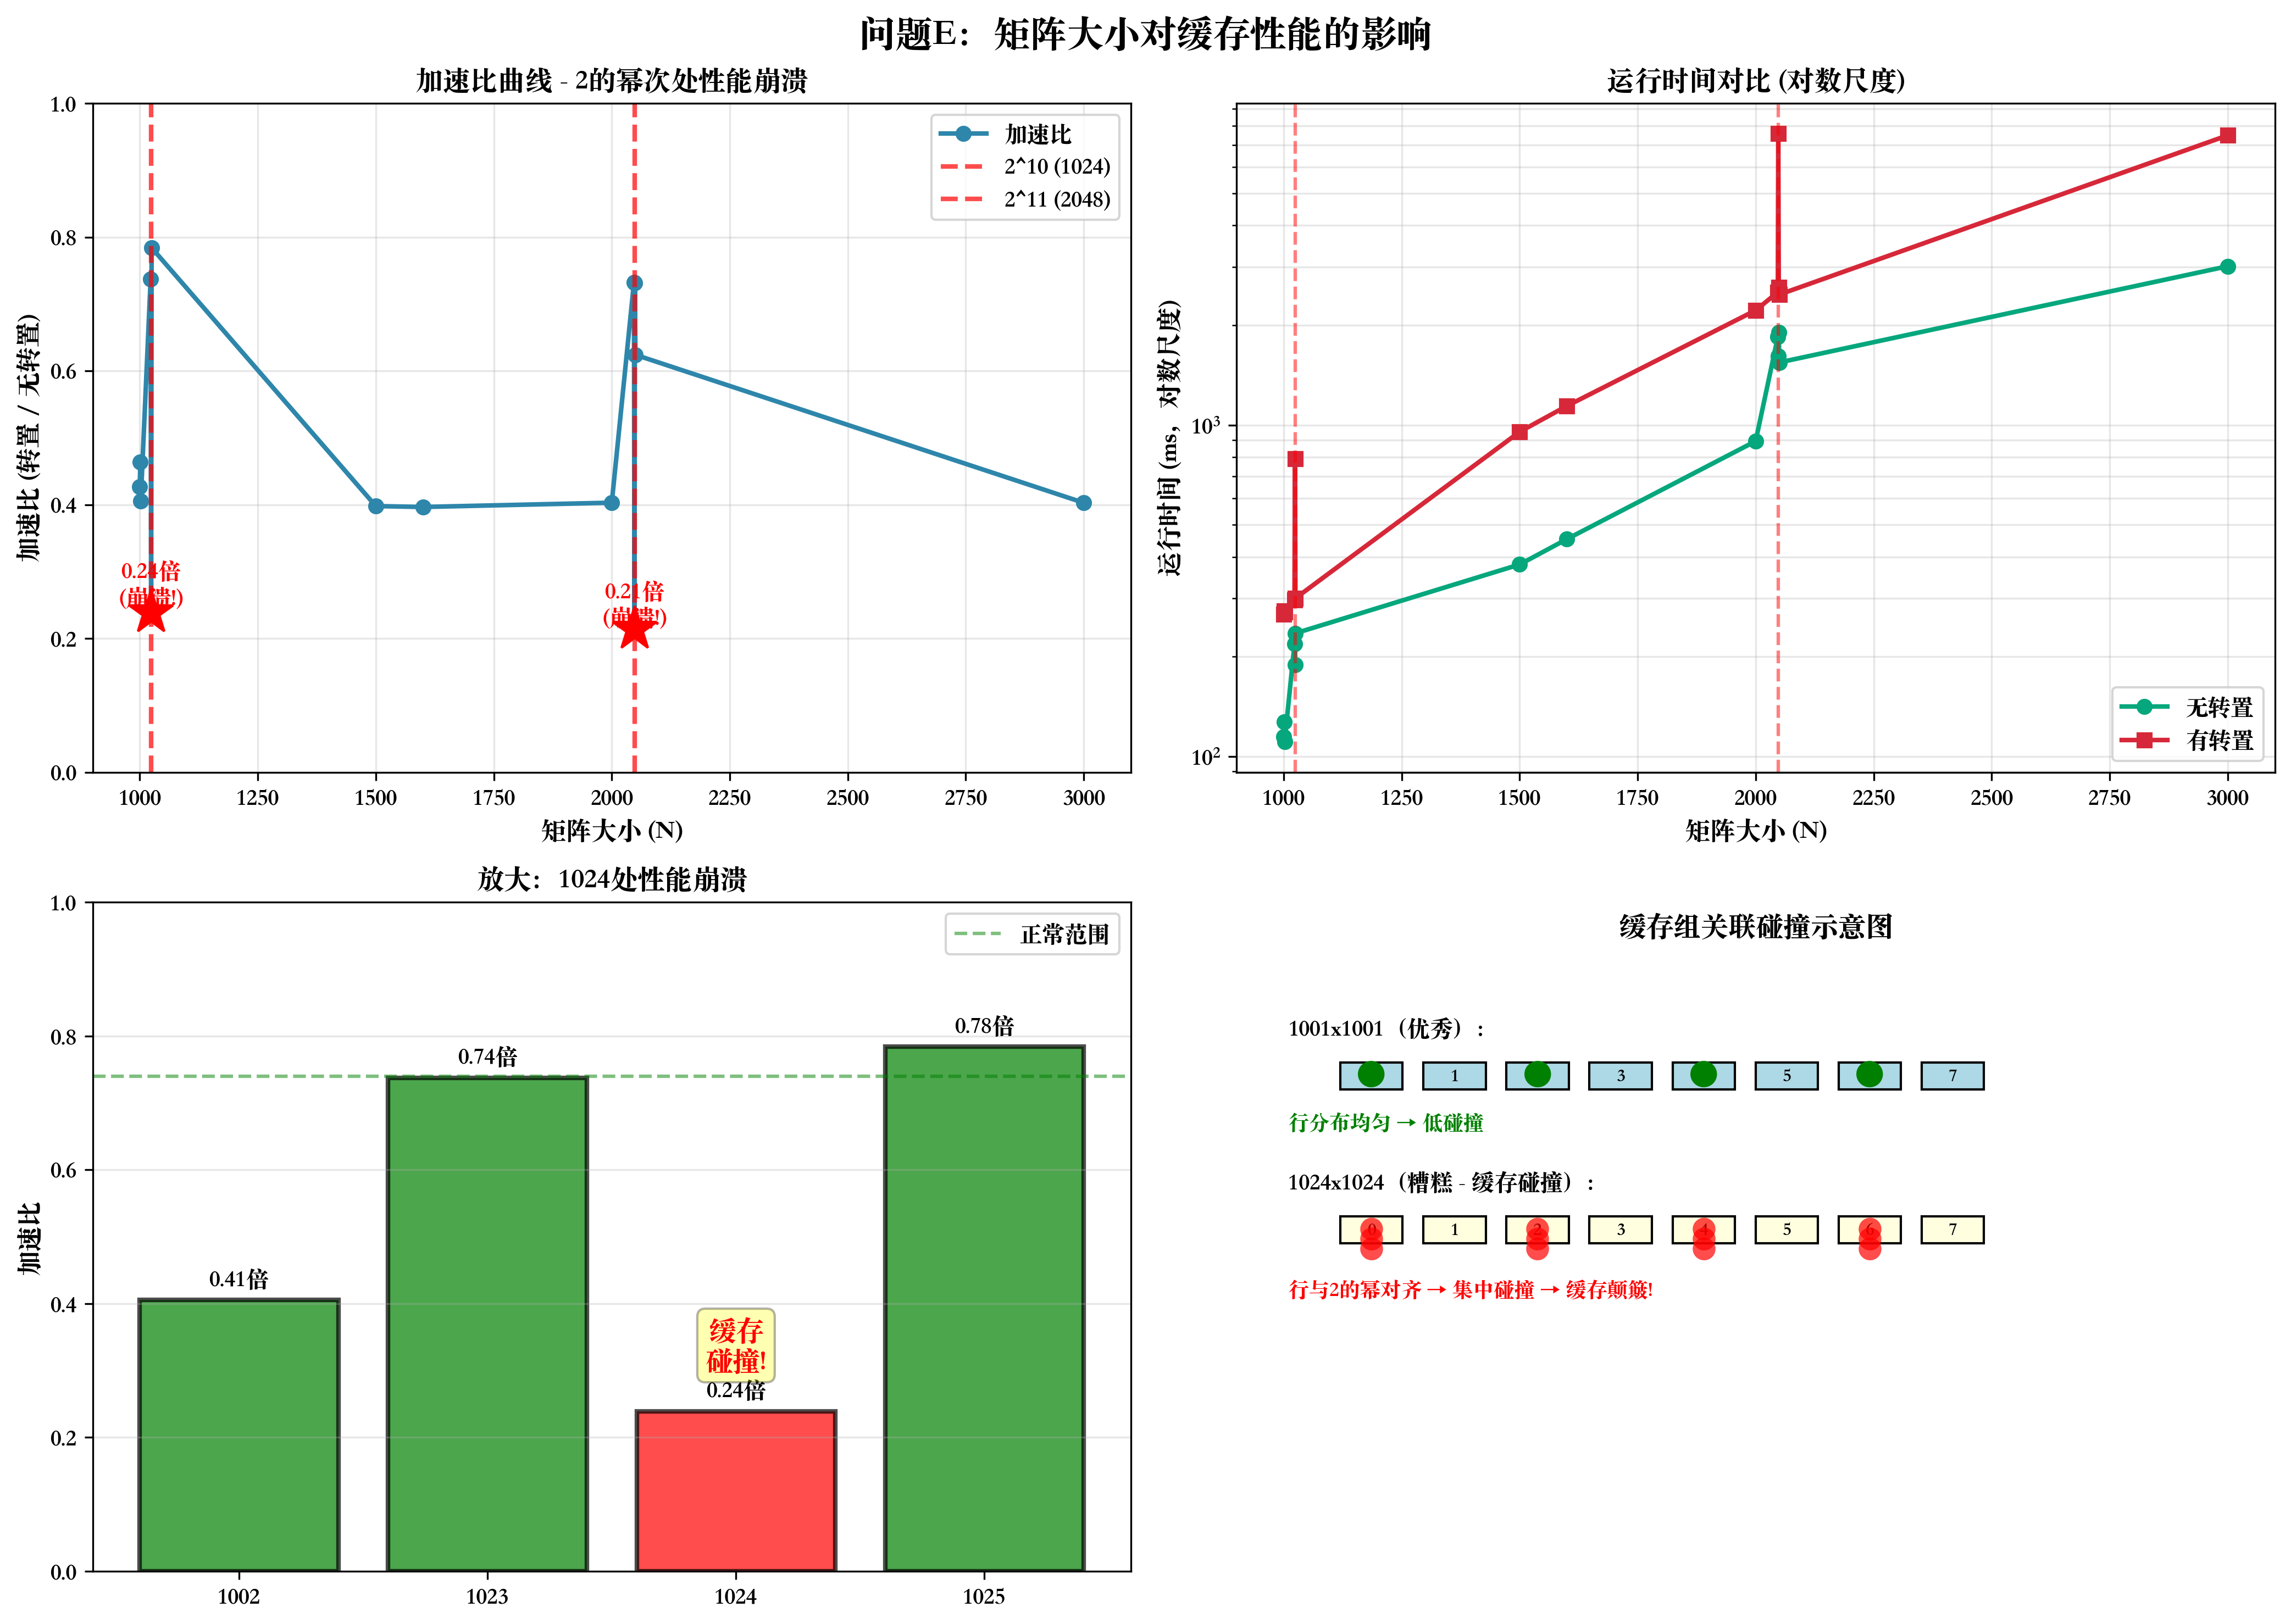 问题E：矩阵大小对缓存性能的影响
加速比曲线 - 2的幂次处性能崩溃
1.0
0.8
0.6
0.4
0.2
0.0
加速比 (转置 / 无转置)
加速比
2^10 (1024)
2^11 (2048)
0.24倍
(崩溃!)
0.21倍
(崩溃!)
1000
1250
1500
1750
2000
2250
2500
2750
3000
矩阵大小 (N)
运行时间对比 (对数尺度)
运行时间 (ms，对数尺度)
10³
10²
无转置
有转置
1000
1250
1500
1750
2000
2250
2500
2750
3000
矩阵大小 (N)
放大：1024处性能崩溃
1.0
0.8
0.6
0.4
0.2
0.0
加速比
正常范围
0.41倍
0.74倍
缓存
碰撞!
0.24倍
0.78倍
1002
1023
1024
1025
缓存组关联碰撞示意图
1001x1001（优秀）:
1 3 5 7
行分布均匀 → 低碰撞
1024x1024（糟糕 - 缓存碰撞）:
0 1 2 3 4 5 6 7
行与2的幂对齐 → 集中碰撞 → 缓存颠簸!